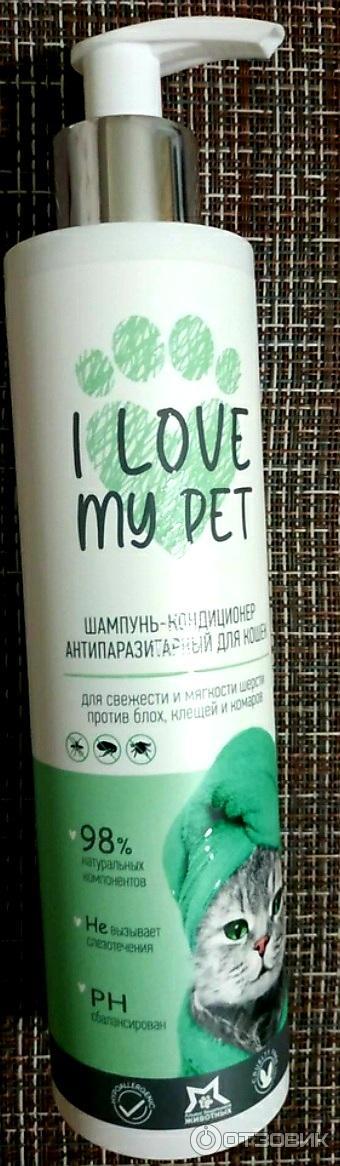 I LOVE
my PET
ШАМПУНЬ-КОНДИЦИОНЕР
АНТИПАРАЗИТАРНЫЙ ДЛЯ КОШЕК
для свежести и мягкости шерсти
против блох, клещей и комаров
98%
натуральных
компонентов
Не вызывает
слезотечения
PH
сбалансирован
HYPOALLERGENIC
ЖИВОТНЫХ
ОТЗОВИК